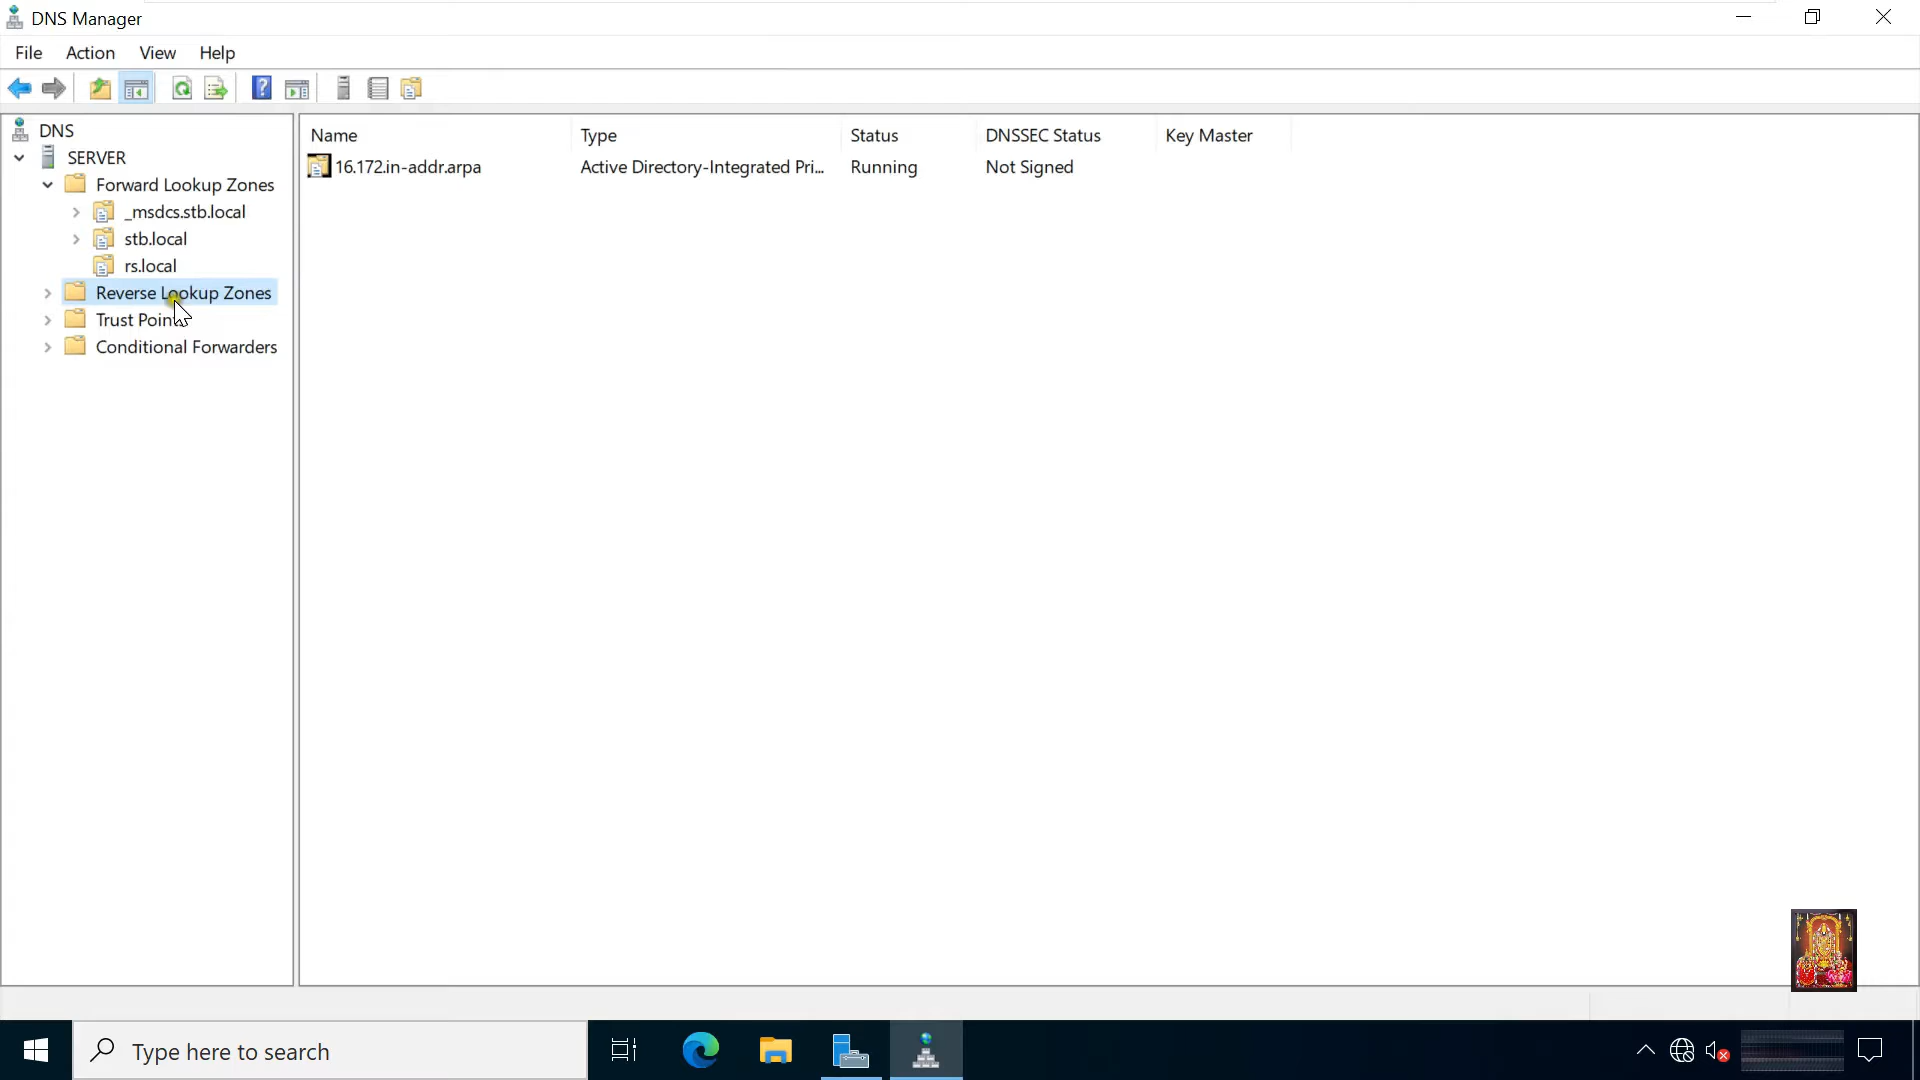 DNS Manager
File Action View Help
DNS
SERVER
Forward Lookup Zones
_msdcs.stb.local
stb.local
rs.local
Reverse Lookup Zones
Trust Point
Conditional Forwarders
Name Type Status DNSSEC Status Key Master
16.172.in-addr.arpa Active Directory-Integrated Pri... Running Not Signed
Type here to search